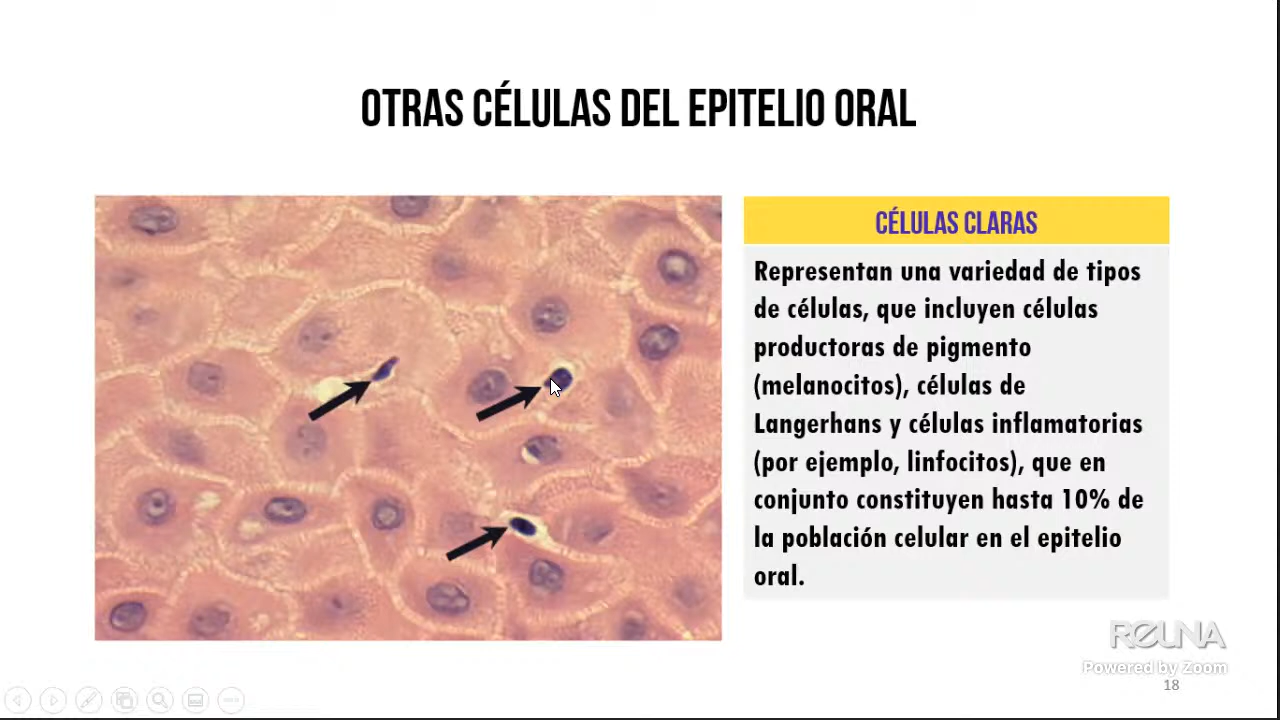 OTRAS CÉLULAS DEL EPITELIO ORAL
CÉLULAS CLARAS
Representan una variedad de tipos
de células, que incluyen células
productoras de pigmento
(melanocitos), células de
Langerhans y células inflamatorias
(por ejemplo, linfocitos), que en
conjunto constituyen hasta 10% de
la población celular en el epitelio
oral.
REUNA
Powered by Zoom
18